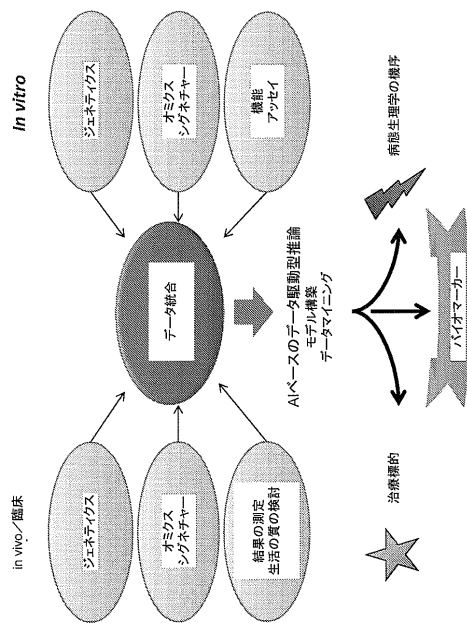 in vivo／臨床
In vitro
ジェネティクス
オミクス
シグネチャー
結果の測定
生活の質の検討
データ統合
ジェネティクス
オミクス
シグネチャー
機能
アッセイ
AIベースのデータ駆動型推論
モデル構築
データマイニング
治療標的
バイオマーカー
病態生理学の機序